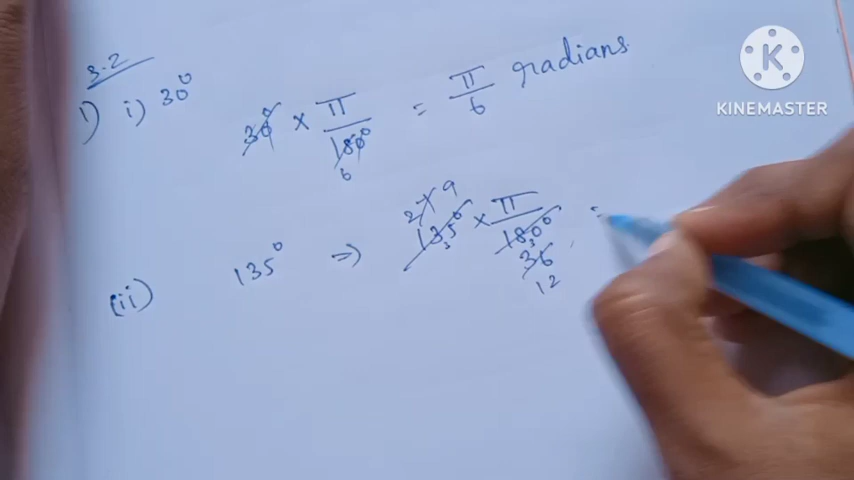 3.2
1) i) 30°
30° × π/180° = π/6 radians
6
(ii) 135° ⇒ 135° × π/180°
27 9
36
12
K
KINEMASTER